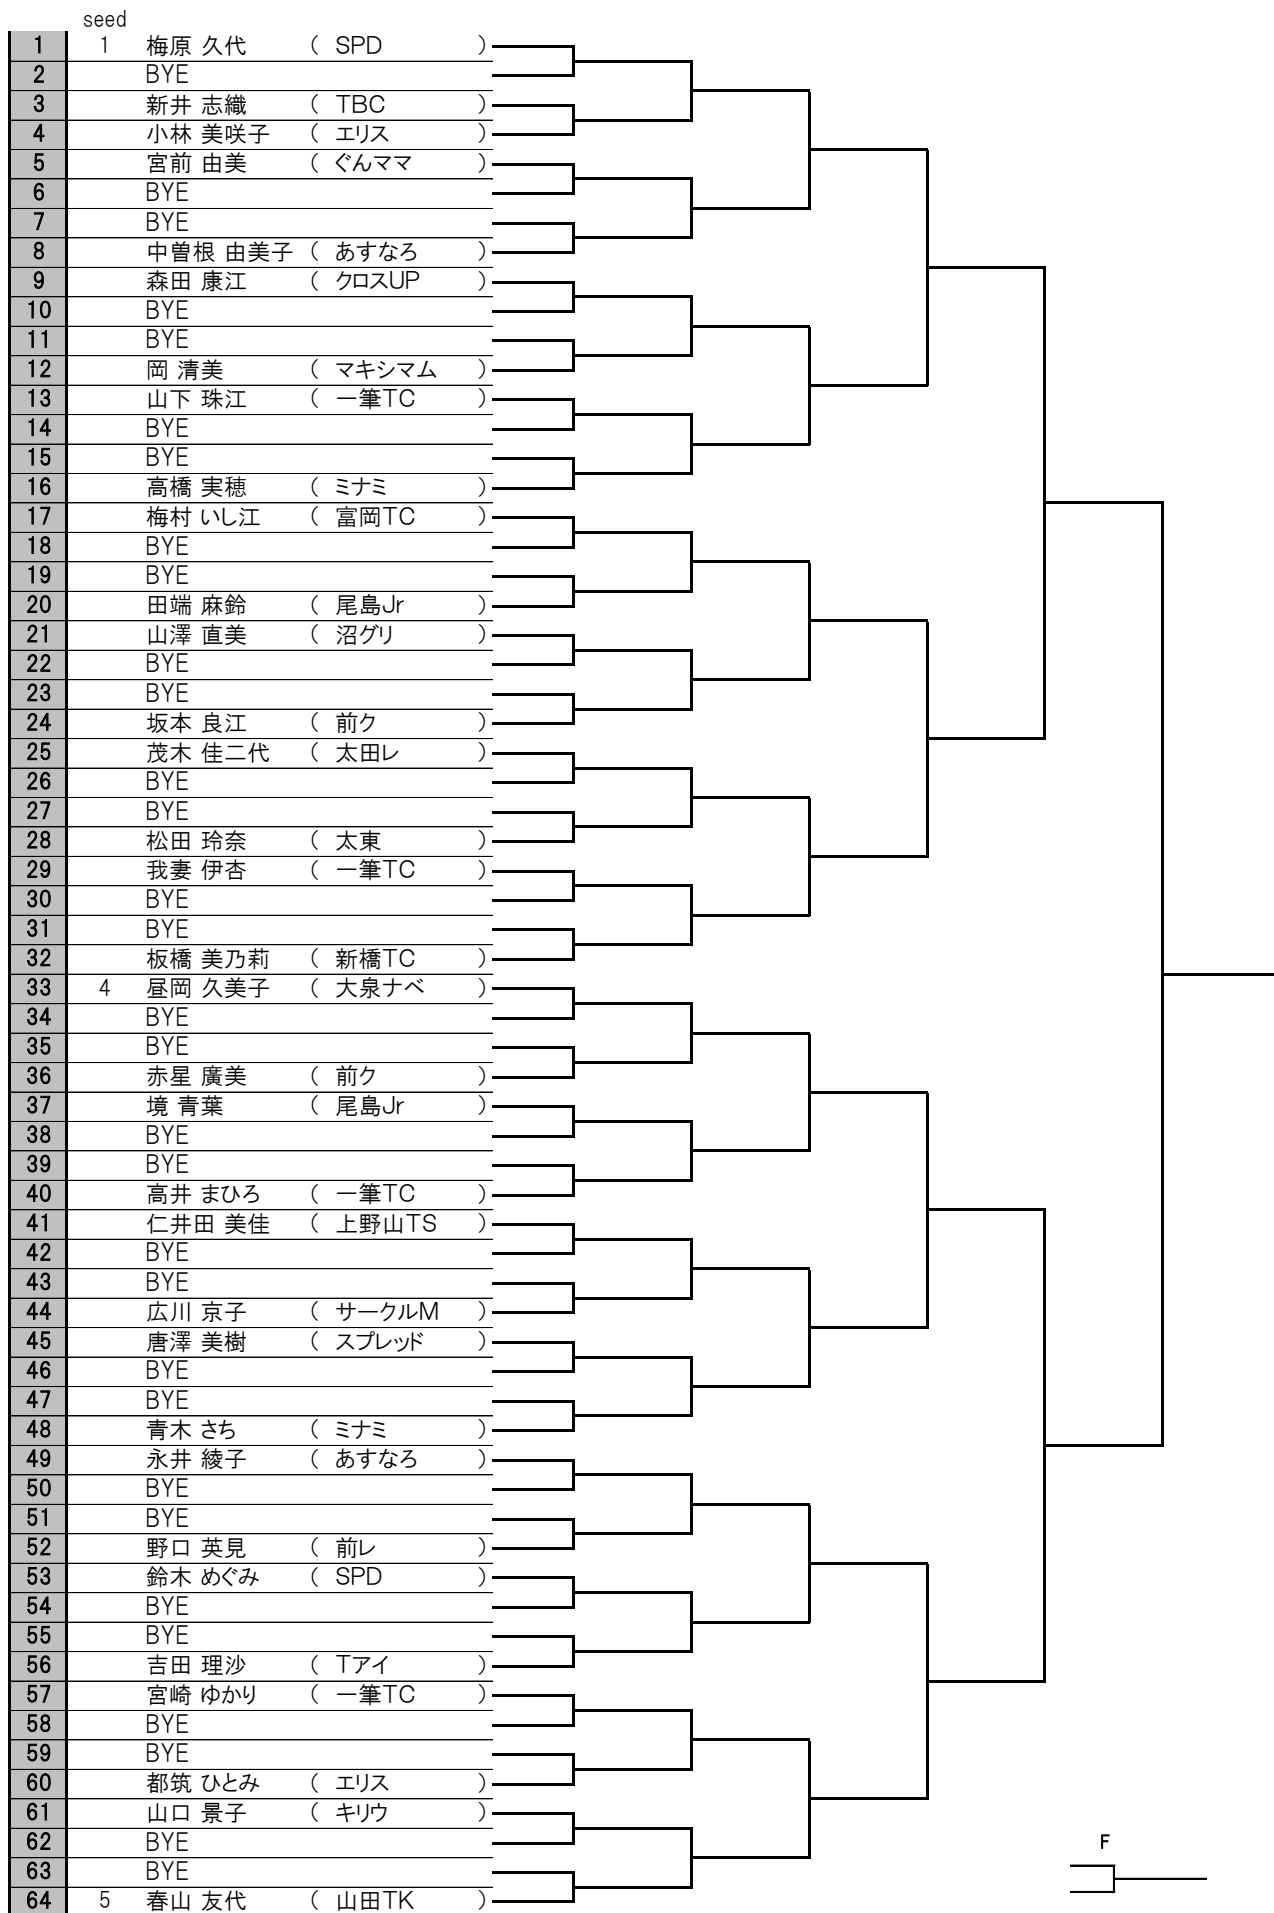 seed
1 1 梅原 久代 ( SPD )
2 BYE
3 新井 志織 ( TBC )
4 小林 美咲子 ( エリス )
5 宮前 由美 ( ぐんママ )
6 BYE
7 BYE
8 中曽根 由美子 ( あすなろ )
9 森田 康江 ( クロスUP )
10 BYE
11 BYE
12 岡 清美 ( マキシマム )
13 山下 珠江 ( 一筆TC )
14 BYE
15 BYE
16 高橋 実穂 ( ミナミ )
17 梅村 いし江 ( 富岡TC )
18 BYE
19 BYE
20 田端 麻鈴 ( 尾島Jr )
21 山澤 直美 ( 沼グリ )
22 BYE
23 BYE
24 坂本 良江 ( 前ク )
25 茂木 佳二代 ( 太田レ )
26 BYE
27 BYE
28 松田 玲奈 ( 太東 )
29 我妻 伊杏 ( 一筆TC )
30 BYE
31 BYE
32 板橋 美乃莉 ( 新橋TC )
33 4 昼岡 久美子 ( 大泉ナベ )
34 BYE
35 BYE
36 赤星 廣美 ( 前ク )
37 境 青葉 ( 尾島Jr )
38 BYE
39 BYE
40 高井 まひろ ( 一筆TC )
41 仁井田 美佳 ( 上野山TS )
42 BYE
43 BYE
44 広川 京子 ( サークルM )
45 唐澤 美樹 ( スプレッド )
46 BYE
47 BYE
48 青木 さち ( ミナミ )
49 永井 綾子 ( あすなろ )
50 BYE
51 BYE
52 野口 英見 ( 前レ )
53 鈴木 めぐみ ( SPD )
54 BYE
55 BYE
56 吉田 理沙 ( Tアイ )
57 宮崎 ゆかり ( 一筆TC )
58 BYE
59 BYE
60 都筑 ひとみ ( エリス )
61 山口 景子 ( キリウ )
62 BYE
63 BYE
64 5 春山 友代 ( 山田TK )
F